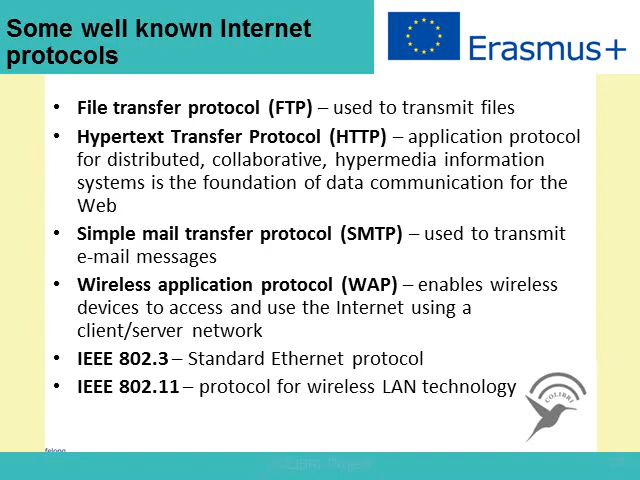 Some well known Internet
protocols
Erasmus+
• File transfer protocol (FTP) – used to transmit files
• Hypertext Transfer Protocol (HTTP) – application protocol
for distributed, collaborative, hypermedia information
systems is the foundation of data communication for the
Web
• Simple mail transfer protocol (SMTP) – used to transmit
e-mail messages
• Wireless application protocol (WAP) – enables wireless
devices to access and use the Internet using a
client/server network
• IEEE 802.3 – Standard Ethernet protocol
• IEEE 802.11 – protocol for wireless LAN technology
COLIBRI
felong